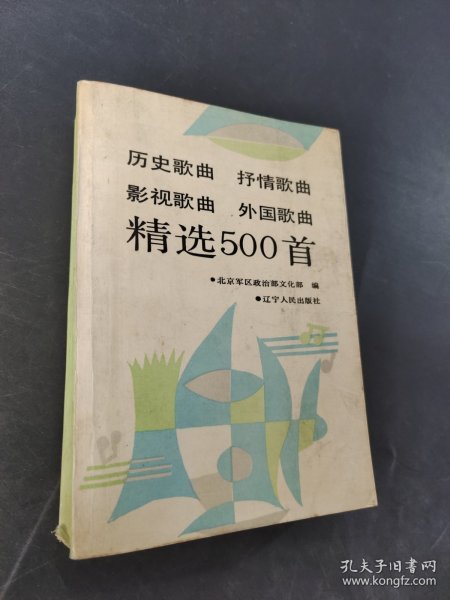 历史歌曲 抒情歌曲
影视歌曲 外国歌曲
精选500首
●北京军区政治部文化部 编
●辽宁人民出版社
孔夫子旧书网
www.kongfz.com